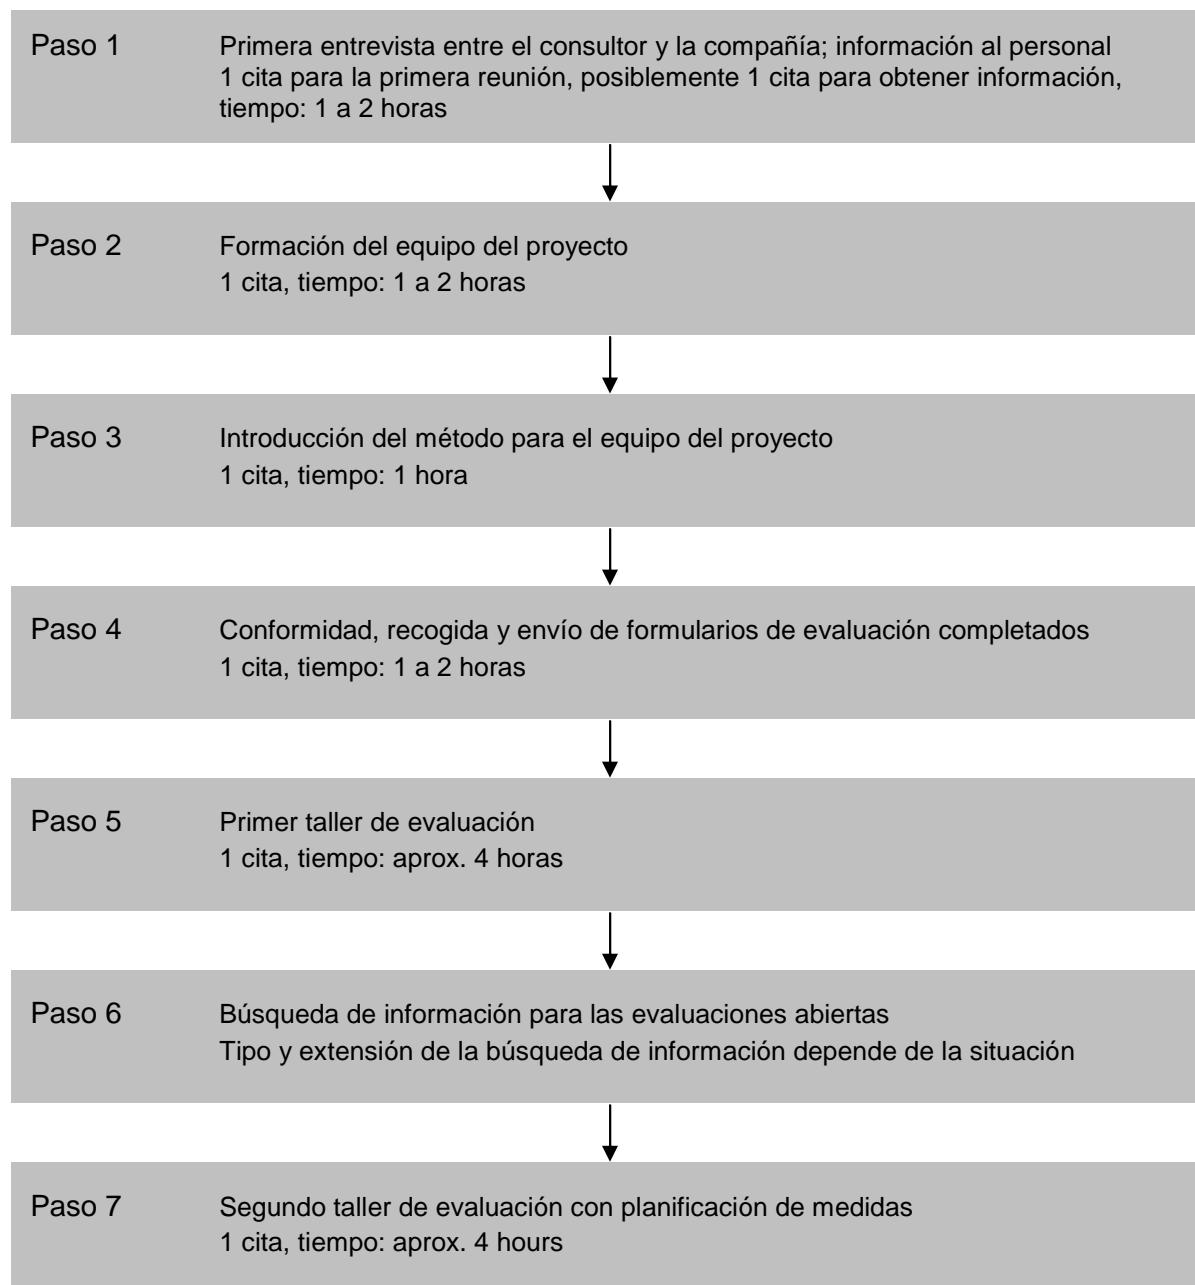 Paso 1 Primera entrevista entre el consultor y la compañía; información al personal
1 cita para la primera reunión, posiblemente 1 cita para obtener información,
tiempo: 1 a 2 horas
Paso 2 Formación del equipo del proyecto
1 cita, tiempo: 1 a 2 horas
Paso 3 Introducción del método para el equipo del proyecto
1 cita, tiempo: 1 hora
Paso 4 Conformidad, recogida y envío de formularios de evaluación completados
1 cita, tiempo: 1 a 2 horas
Paso 5 Primer taller de evaluación
1 cita, tiempo: aprox. 4 horas
Paso 6 Búsqueda de información para las evaluaciones abiertas
Tipo y extensión de la búsqueda de información depende de la situación
Paso 7 Segundo taller de evaluación con planificación de medidas
1 cita, tiempo: aprox. 4 hours